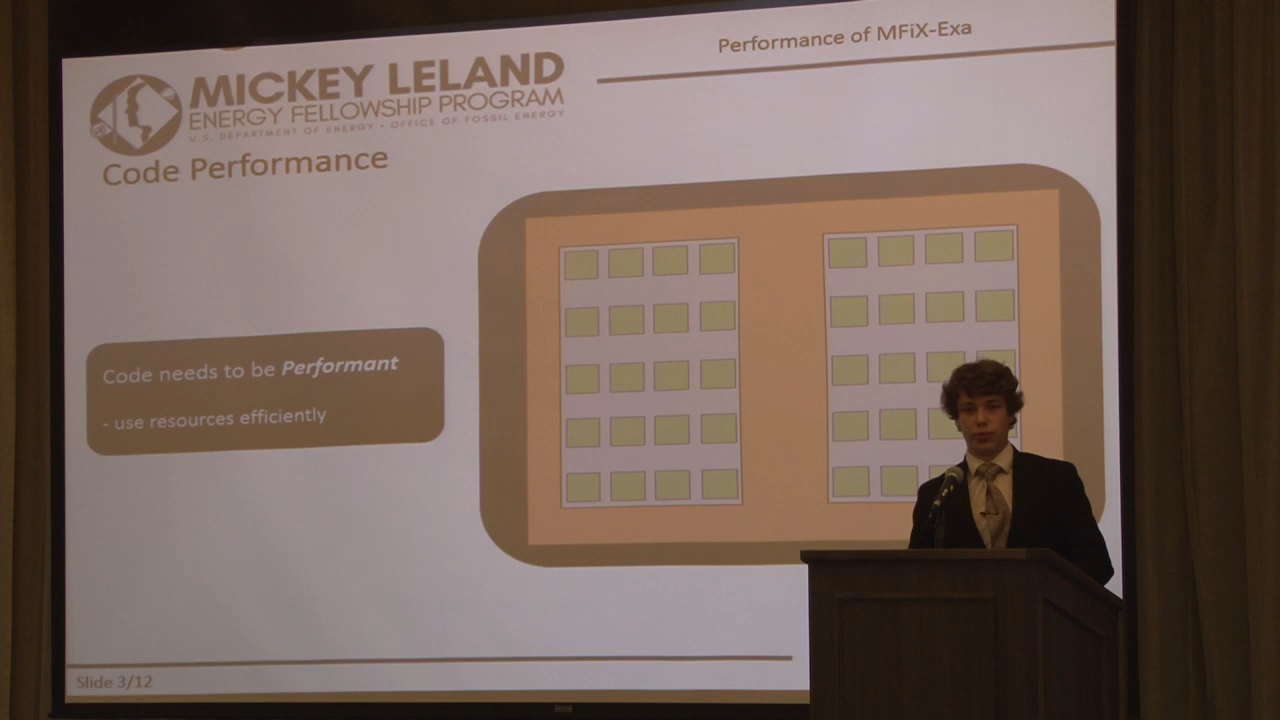 Performance of MFiX-Exa
MICKEY LELAND
ENERGY FELLOWSHIP PROGRAM
U.S. DEPARTMENT OF ENERGY • OFFICE OF FOSSIL ENERGY
Code Performance
Code needs to be Performant
- use resources efficiently
Slide 3/12